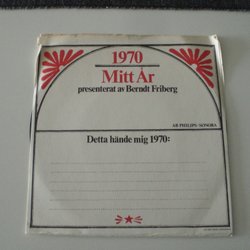 1970
Mitt År
presenterat av Berndt Friberg
AB PHILIPS-SONORA
Detta hände mig 1970: